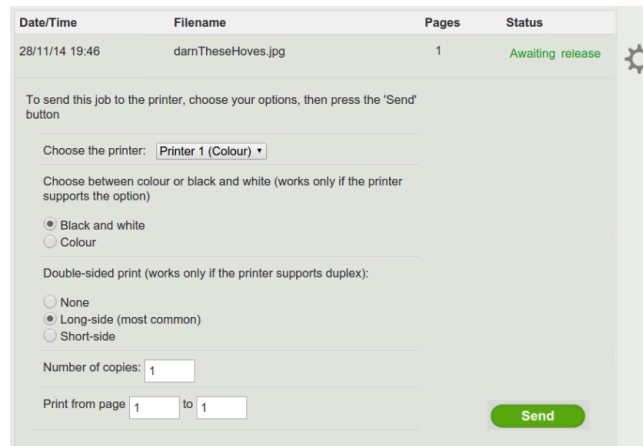 Date/Time Filename Pages Status
28/11/14 19:46 darnTheseHoves.jpg 1 Awaiting release
To send this job to the printer, choose your options, then press the 'Send'
button
Choose the printer: Printer 1 (Colour)
Choose between colour or black and white (works only if the printer
supports the option)
Black and white
Colour
Double-sided print (works only if the printer supports duplex):
None
Long-side (most common)
Short-side
Number of copies: 1
Print from page 1 to 1
Send